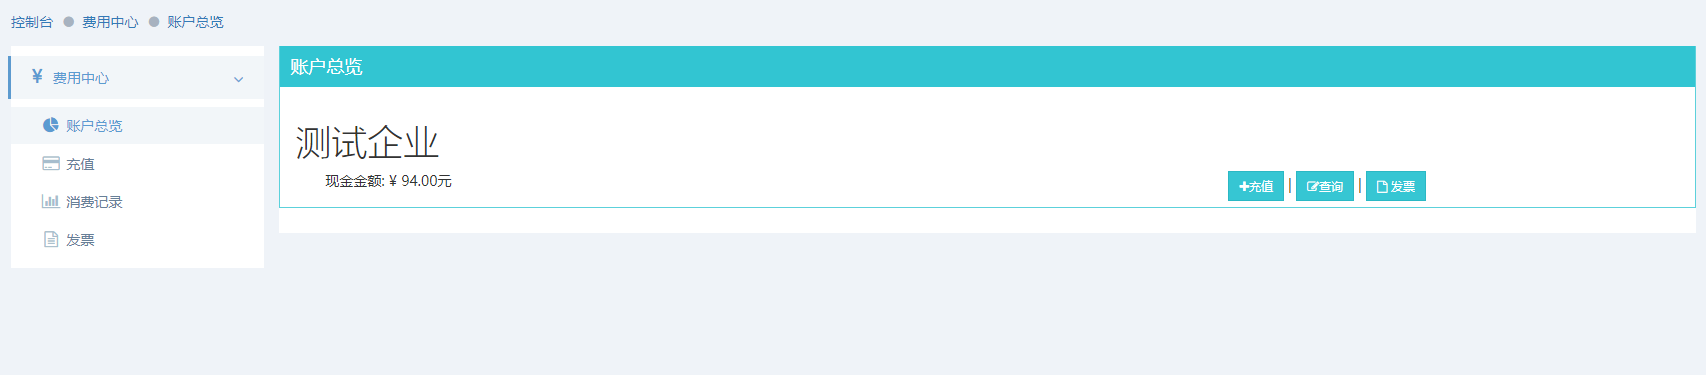 控制台 ● 费用中心 ● 账户总览
¥ 费用中心
账户总览
充值
消费记录
发票
账户总览
测试企业
现金金额: ¥ 94.00元
+充值 | 查询 | 发票